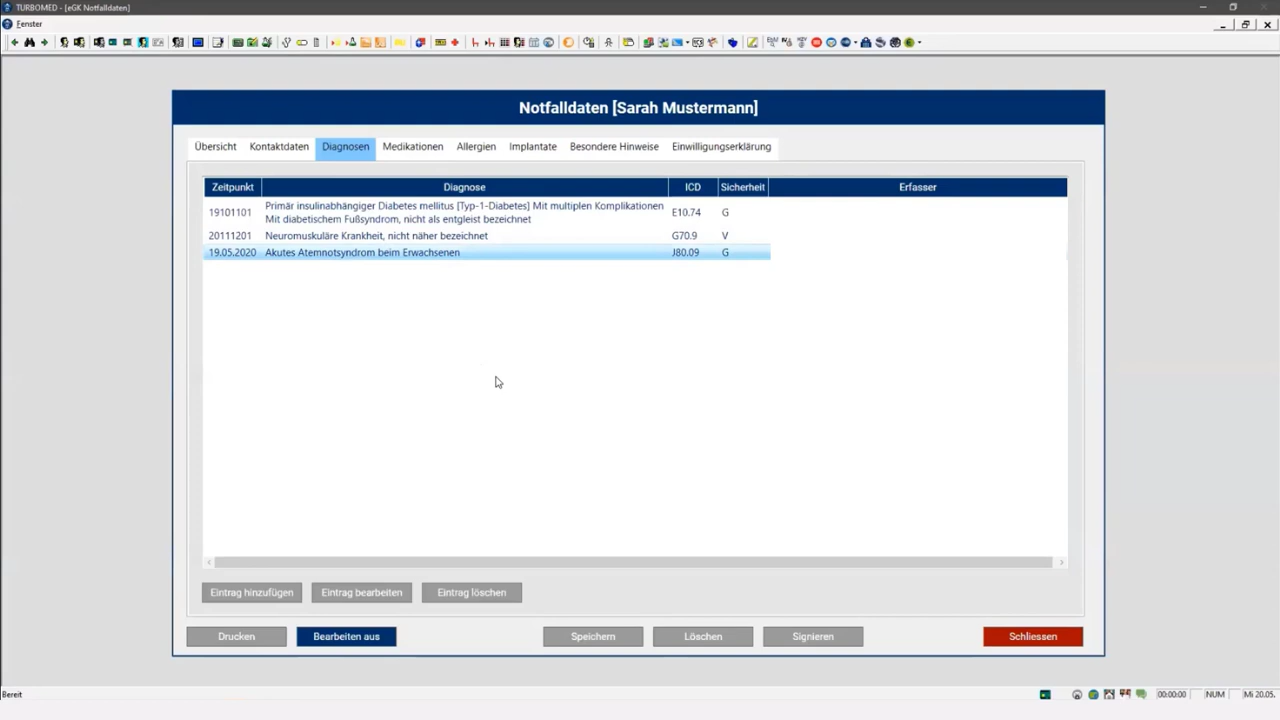 TURBOMED - [eGK Notfalldaten]
Fenster
Notfalldaten [Sarah Mustermann]
Übersicht Kontaktdaten Diagnosen Medikationen Allergien Implantate Besondere Hinweise Einwilligungserklärung
Zeitpunkt Diagnose ICD Sicherheit Erfasser
19101101 Primär insulinabhängiger Diabetes mellitus [Typ-1-Diabetes] Mit multiplen Komplikationen E10.74 G
Mit diabetischem Fußsyndrom, nicht als entgleist bezeichnet
20111201 Neuromuskuläre Krankheit, nicht näher bezeichnet G70.9 V
19.05.2020 Akutes Atemnotsyndrom beim Erwachsenen J80.09 G
Eintrag hinzufügen Eintrag bearbeiten Eintrag löschen
Drucken Bearbeiten aus Speichern Löschen Signieren Schliessen
Bereit 00:00:00 NUM Mi 20.05.